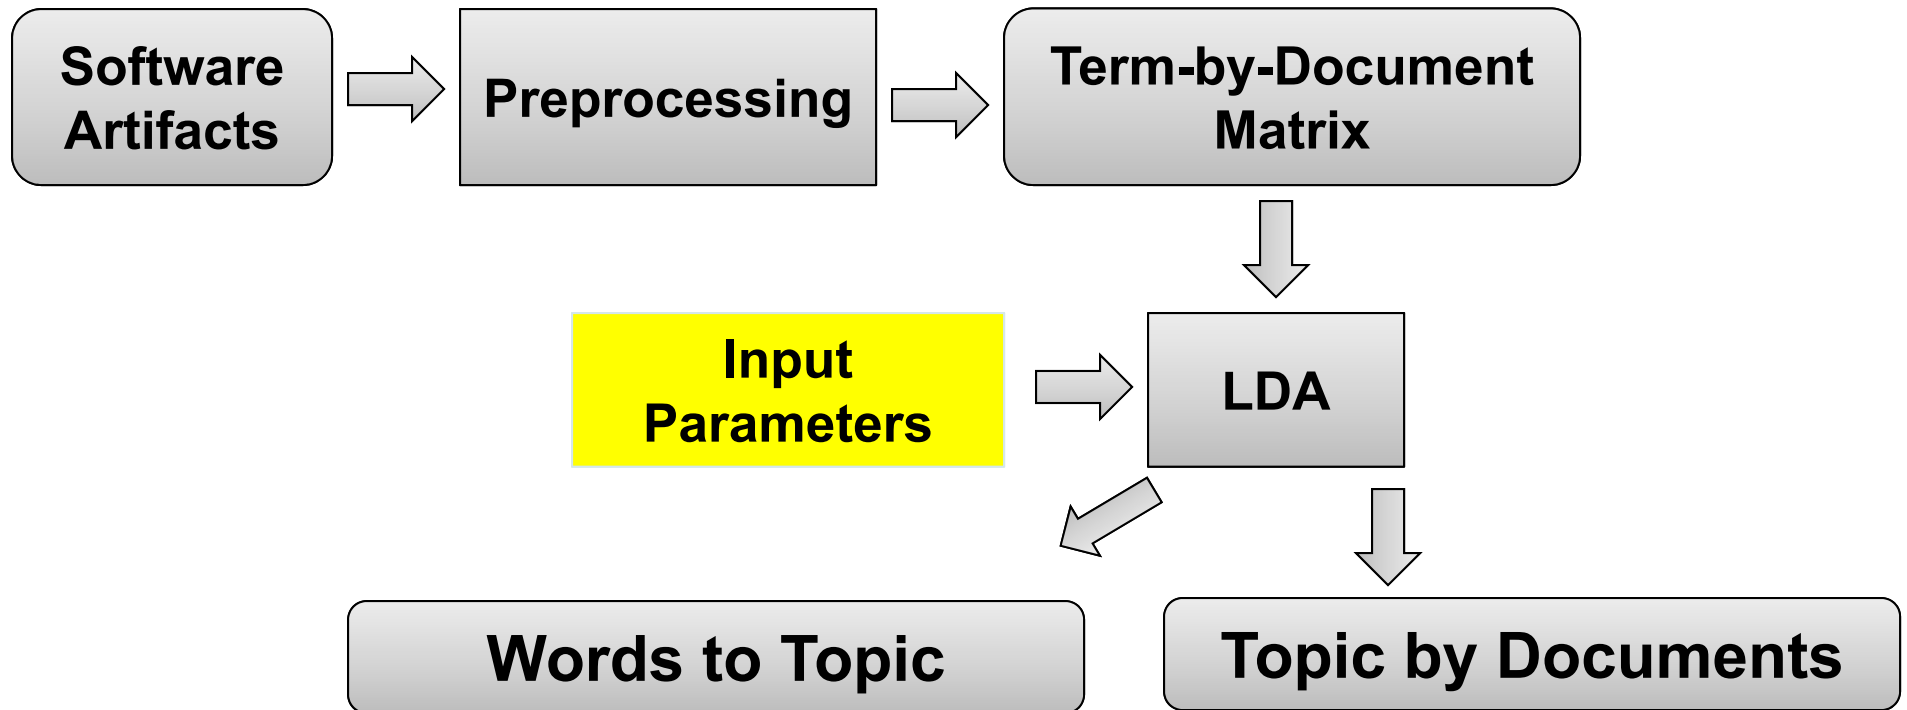 Software
Artifacts
Preprocessing
Term-by-Document
Matrix
Input
Parameters
LDA
Words to Topic
Topic by Documents